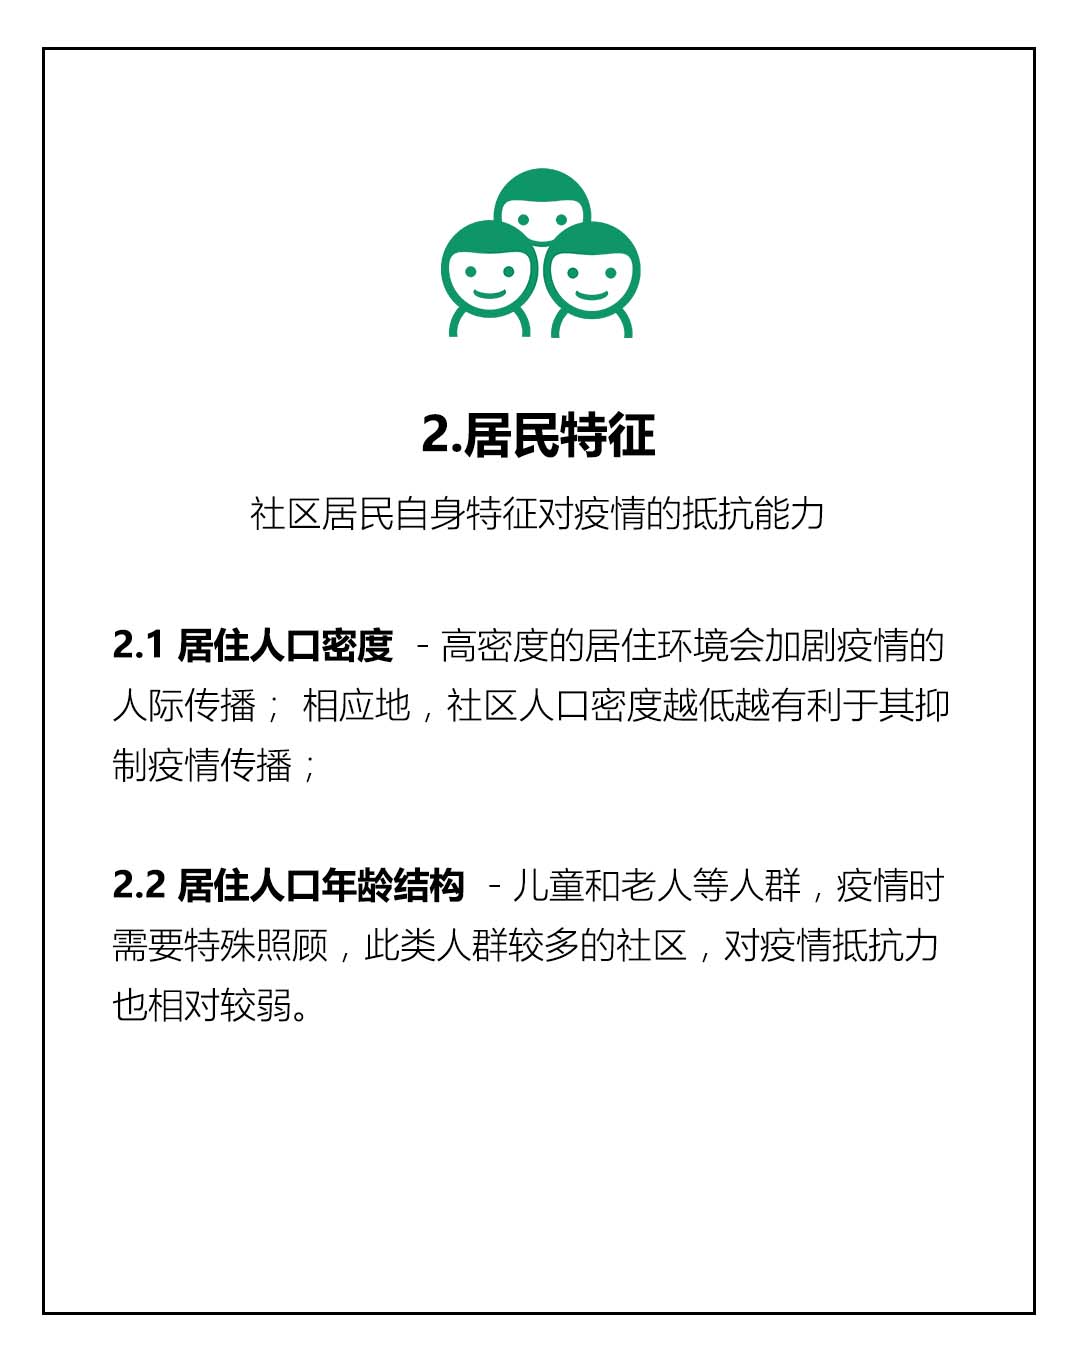 2.居民特征
社区居民自身特征对疫情的抵抗能力
2.1 居住人口密度 - 高密度的居住环境会加剧疫情的
人际传播； 相应地，社区人口密度越低越有利于其抑
制疫情传播；
2.2 居住人口年龄结构 - 儿童和老人等人群，疫情时
需要特殊照顾，此类人群较多的社区，对疫情抵抗力
也相对较弱。